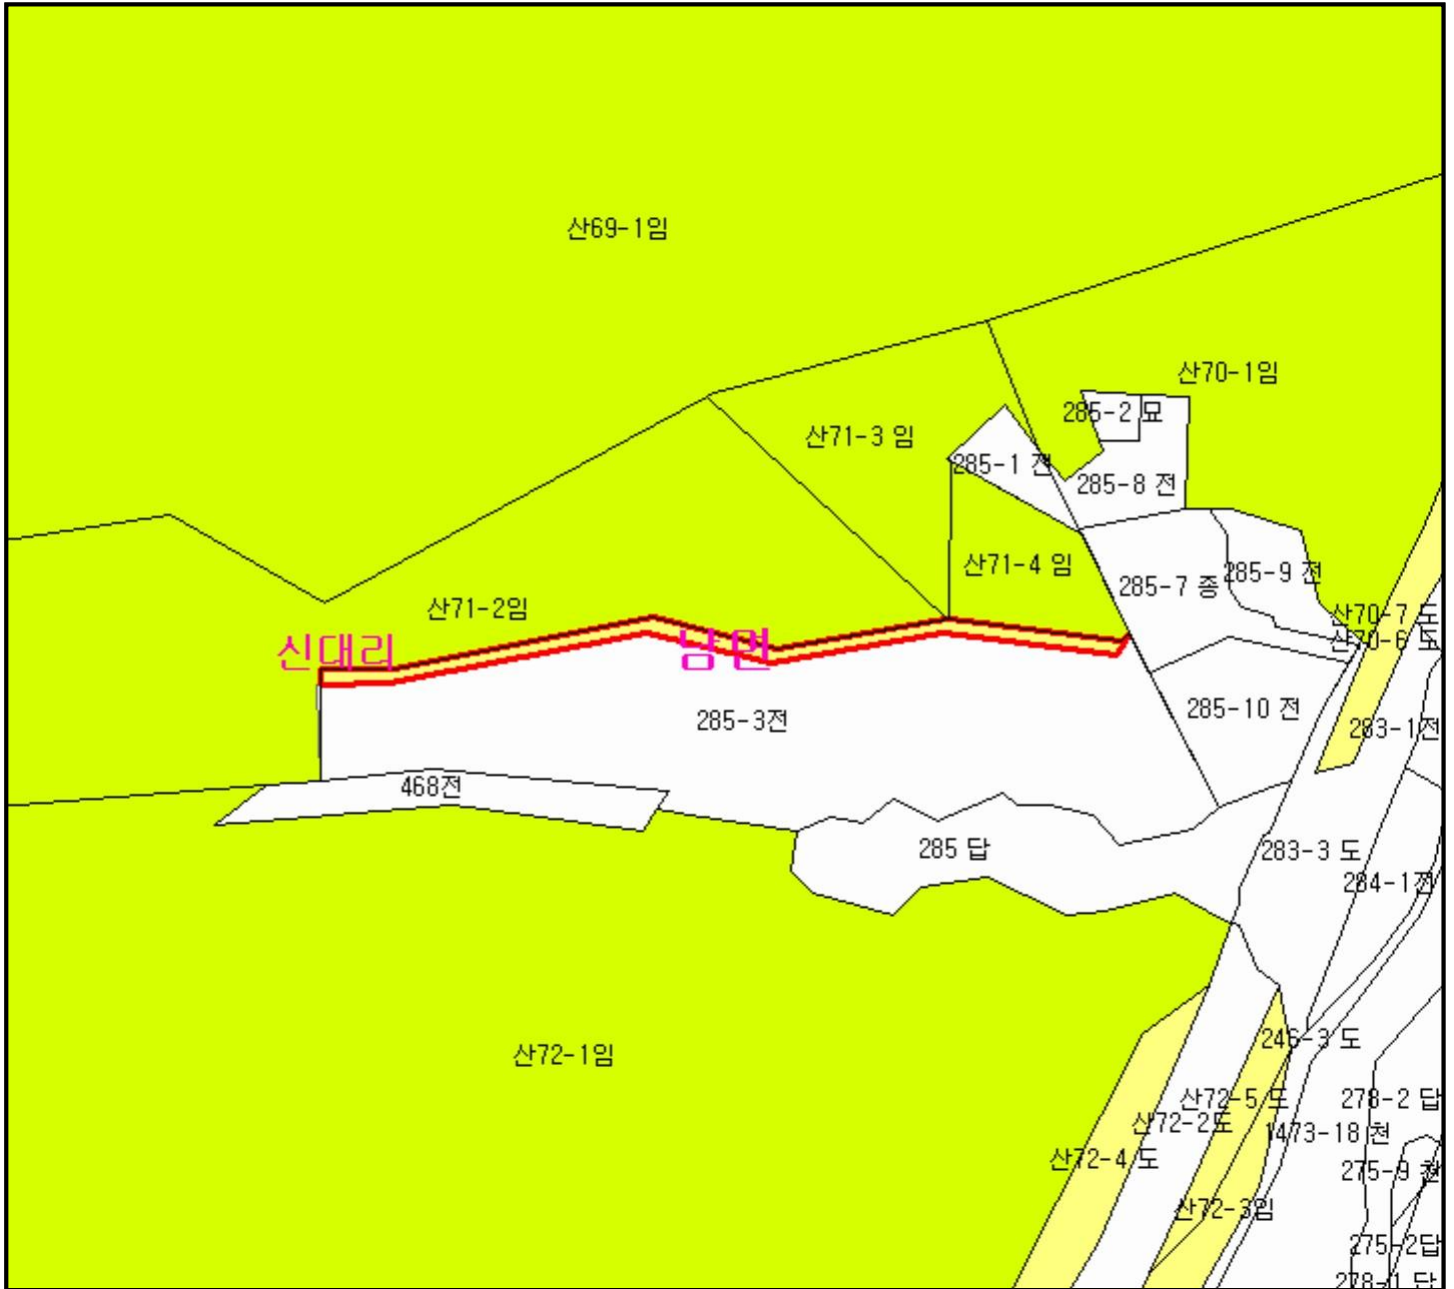 산69-1임
산70-1임
285-2 묘
산71-3 임
285-1 전
285-8 전
산71-4 임
285-7 종
285-9 전
산71-2임
산70-7 도
산70-6 도
신대리
남면
285-3전
285-10 전
283-1전
468전
285 답
283-3 도
284-1전
246-3 도
산72-1임
산72-5 도
278-2 답
산72-2도
1473-18 천
산72-4 도
275-9 천
산72-3임
275-2답
278-1 답